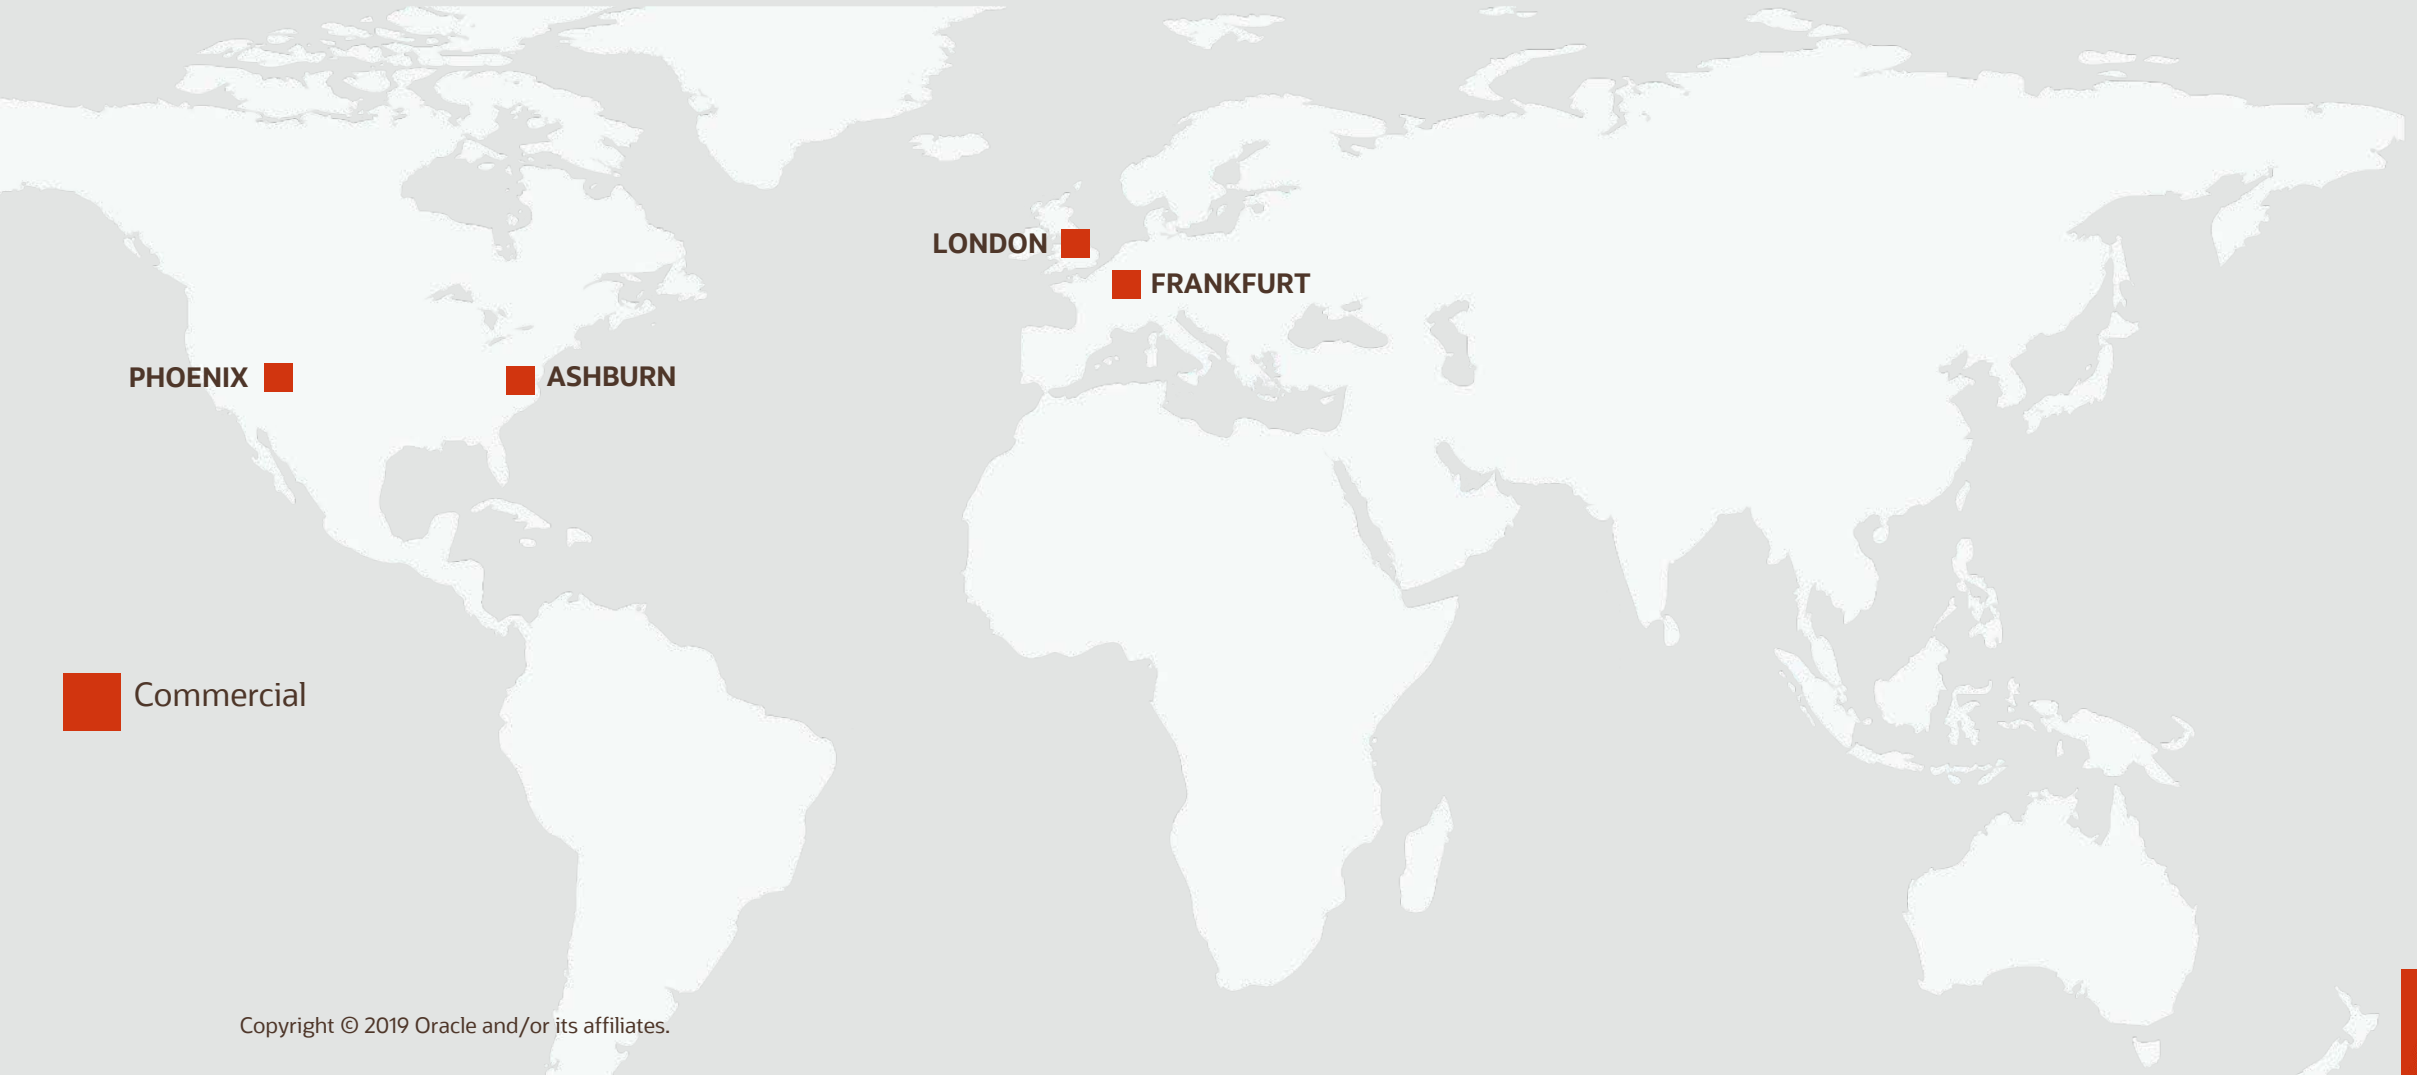 LONDON
FRANKFURT
PHOENIX
ASHBURN
Commercial
Copyright © 2019 Oracle and/or its affiliates.